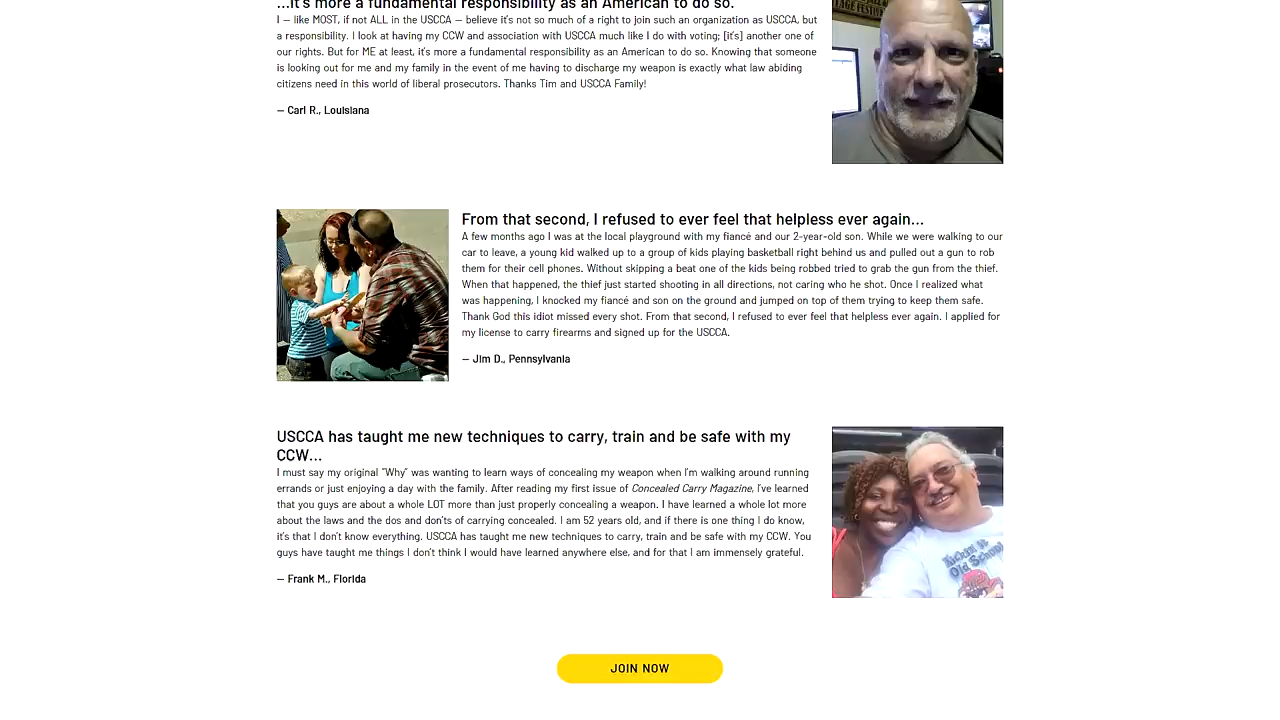 ...it's more a fundamental responsibility as an American to do so.
I — like MOST, if not ALL in the USCCA — believe it's not so much of a right to join such an organization as USCCA, but
a responsibility. I look at having my CCW and association with USCCA much like I do with voting; [it's] another one of
our rights. But for ME at least, it's more a fundamental responsibility as an American to do so. Knowing that someone
is looking out for me and my family in the event of me having to discharge my weapon is exactly what law abiding
citizens need in this world of liberal prosecutors. Thanks Tim and USCCA Family!
— Carl R., Louisiana
From that second, I refused to ever feel that helpless ever again...
A few months ago I was at the local playground with my fiancé and our 2-year-old son. While we were walking to our
car to leave, a young kid walked up to a group of kids playing basketball right behind us and pulled out a gun to rob
them for their cell phones. Without skipping a beat one of the kids being robbed tried to grab the gun from the thief.
When that happened, the thief just started shooting in all directions, not caring who he shot. Once I realized what
was happening, I knocked my fiancé and son on the ground and jumped on top of them trying to keep them safe.
Thank God this idiot missed every shot. From that second, I refused to ever feel that helpless ever again. I applied for
my license to carry firearms and signed up for the USCCA.
— Jim D., Pennsylvania
USCCA has taught me new techniques to carry, train and be safe with my
CCW...
I must say my original "Why" was wanting to learn ways of concealing my weapon when I'm walking around running
errands or just enjoying a day with the family. After reading my first issue of Concealed Carry Magazine, I've learned
that you guys are about a whole LOT more than just properly concealing a weapon. I have learned a whole lot more
about the laws and the dos and don'ts of carrying concealed. I am 52 years old, and if there is one thing I do know,
it's that I don't know everything. USCCA has taught me new techniques to carry, train and be safe with my CCW. You
guys have taught me things I don't think I would have learned anywhere else, and for that I am immensely grateful.
— Frank M., Florida
Kickin It
Old School
JOIN NOW